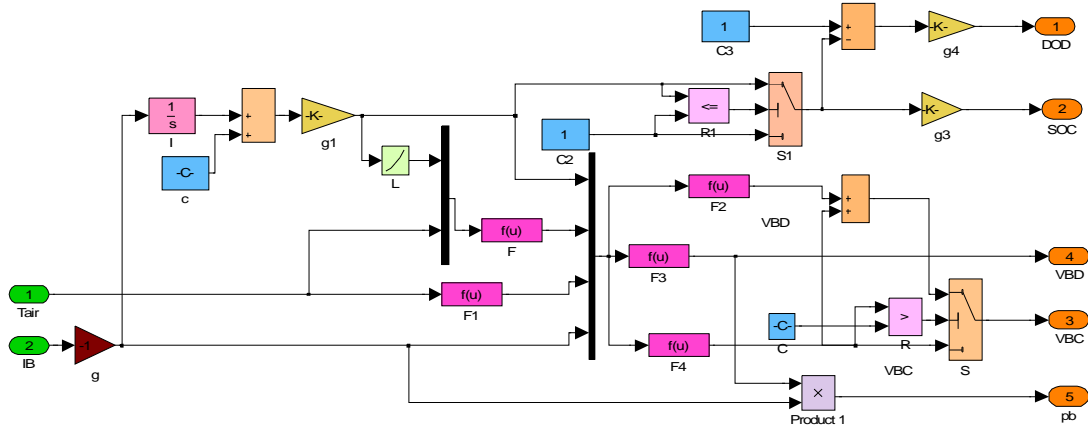 1
C3
+
−
-K-
g4
1
DOD
1
s
I
+
+
-K-
g1
<=
R1
S1
-K-
g3
2
SOC
-C-
c
L
1
C2
f(u)
F
f(u)
F2
VBD
+
+
f(u)
F3
4
VBD
1
Tair
f(u)
F1
-C-
C
>
R
S
3
VBC
2
IB
-1
g
f(u)
F4
VBC
×
Product 1
5
pb